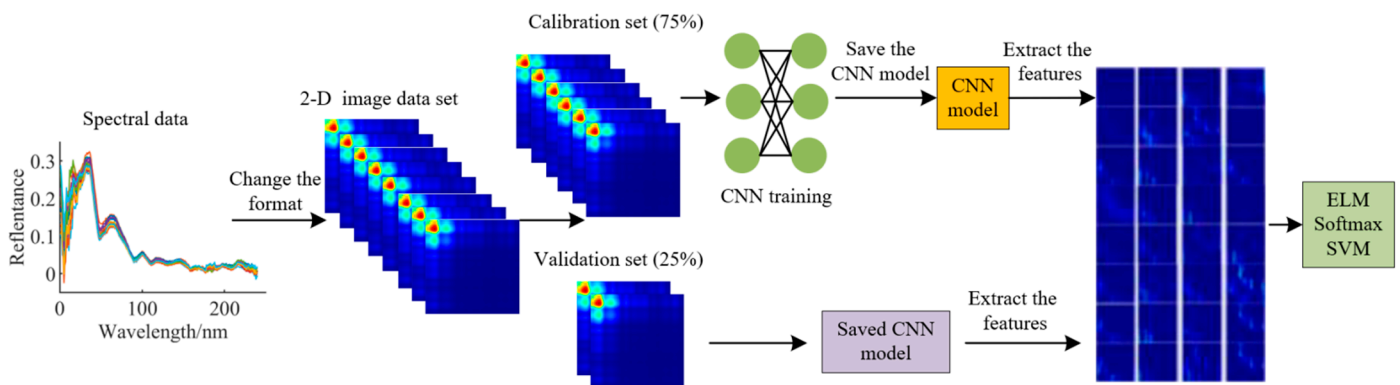 Spectral data
Reflentance
0.3
0.2
0.1
0
0
100
200
Wavelength/nm
Change the
format
2-D image data set
Calibration set (75%)
Validation set (25%)
CNN training
Save the
CNN model
CNN
model
Extract the
features
Saved CNN
model
Extract the
features
ELM
Softmax
SVM